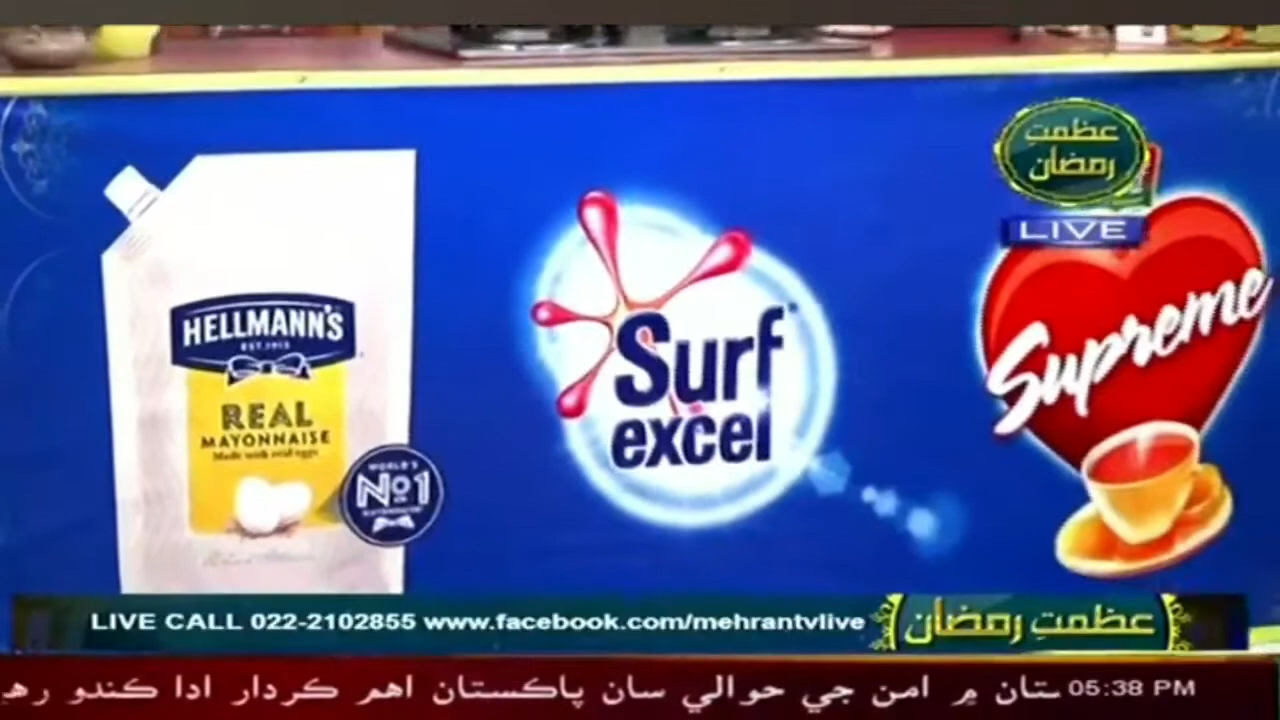 HELLMANN'S
EST. 1913
REAL
MAYONNAISE
Made with real eggs
WORLD'S
No1
MAYONNAISE
Surf
excel
عظمتِ
رمضان
LIVE
Supreme
LIVE CALL 022-2102855 www.facebook.com/mehrantvlive
عظمتِ رمضان
ستان ۾ امن جي حوالي سان پاڪستان اهم ڪردار ادا ڪندو رهـ
05:38 PM